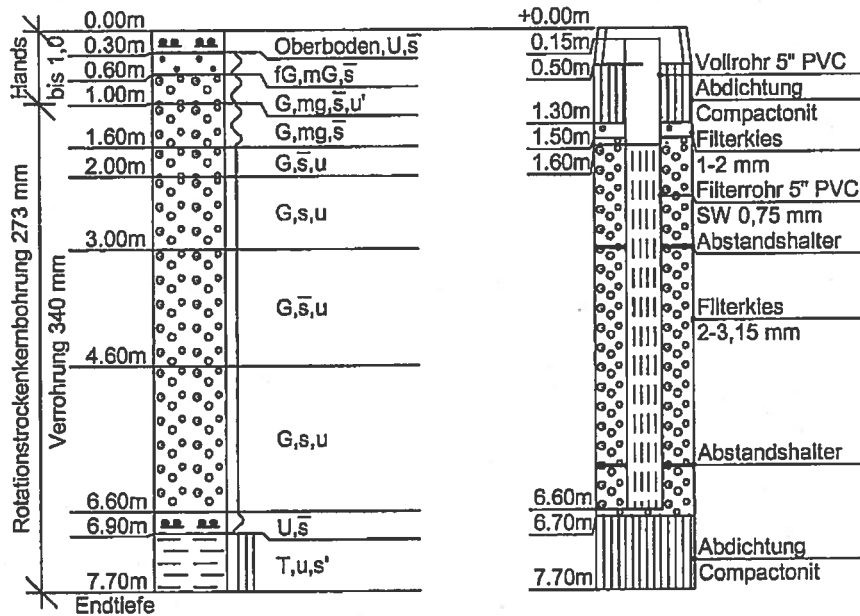 0.00m
0.30m
0.60m
1.00m
1.60m
2.00m
3.00m
4.60m
6.60m
6.90m
7.70m
Endtiefe
Hands
bis 1,0
Rotationstrockenkernbohrung 273 mm
Verrohrung 340 mm
Oberboden,U,s̅
fG,mG,s̅
G,mg,s̅,u'
G,mg,s̅
G,s̅,u
G,s,u
G,s̅,u
G,s,u
U,s̅
T,u,s'
+0.00m
0.15m
0.50m
1.30m
1.50m
1.60m
6.60m
6.70m
7.70m
Vollrohr 5" PVC
Abdichtung
Compactonit
Filterkies
1-2 mm
Filterrohr 5" PVC
SW 0,75 mm
Abstandshalter
Filterkies
2-3,15 mm
Abstandshalter
Abdichtung
Compactonit